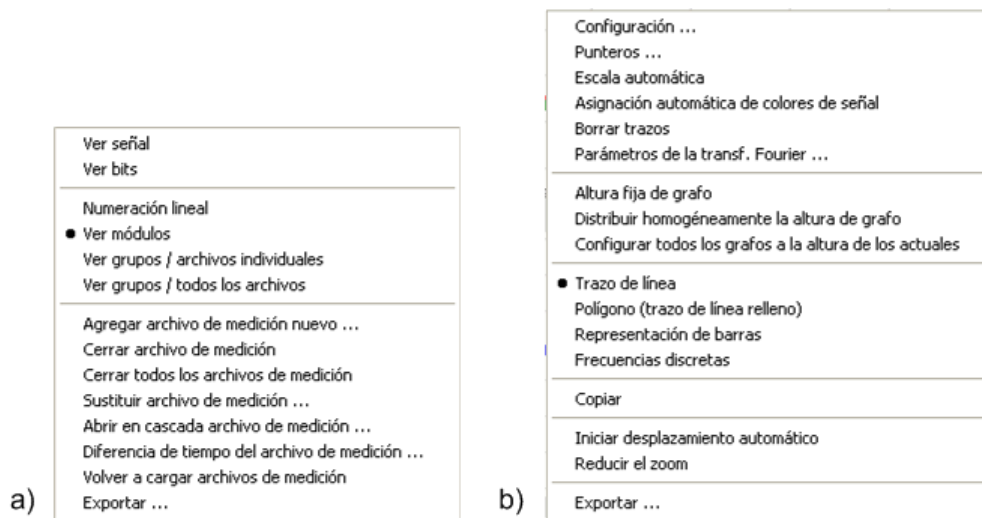 Ver señal
Ver bits
Numeración lineal
Ver módulos
Ver grupos / archivos individuales
Ver grupos / todos los archivos
Agregar archivo de medición nuevo ...
Cerrar archivo de medición
Cerrar todos los archivos de medición
Sustituir archivo de medición ...
Abrir en cascada archivo de medición ...
Diferencia de tiempo del archivo de medición ...
Volver a cargar archivos de medición
Exportar ...
a)
Configuración ...
Punteros ...
Escala automática
Asignación automática de colores de señal
Borrar trazos
Parámetros de la transf. Fourier ...
Altura fija de grafo
Distribuir homogéneamente la altura de grafo
Configurar todos los grafos a la altura de los actuales
Trazo de línea
Polígono (trazo de línea relleno)
Representación de barras
Frecuencias discretas
Copiar
Iniciar desplazamiento automático
Reducir el zoom
Exportar ...
b)